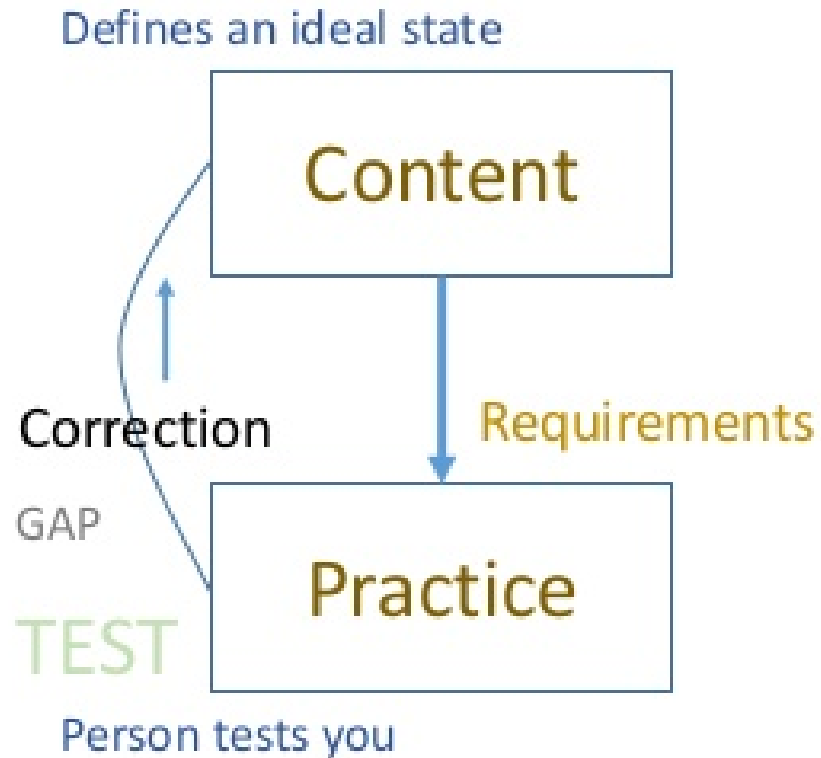 Defines an ideal state
Content
Correction
Requirements
GAP
Practice
TEST
Person tests you